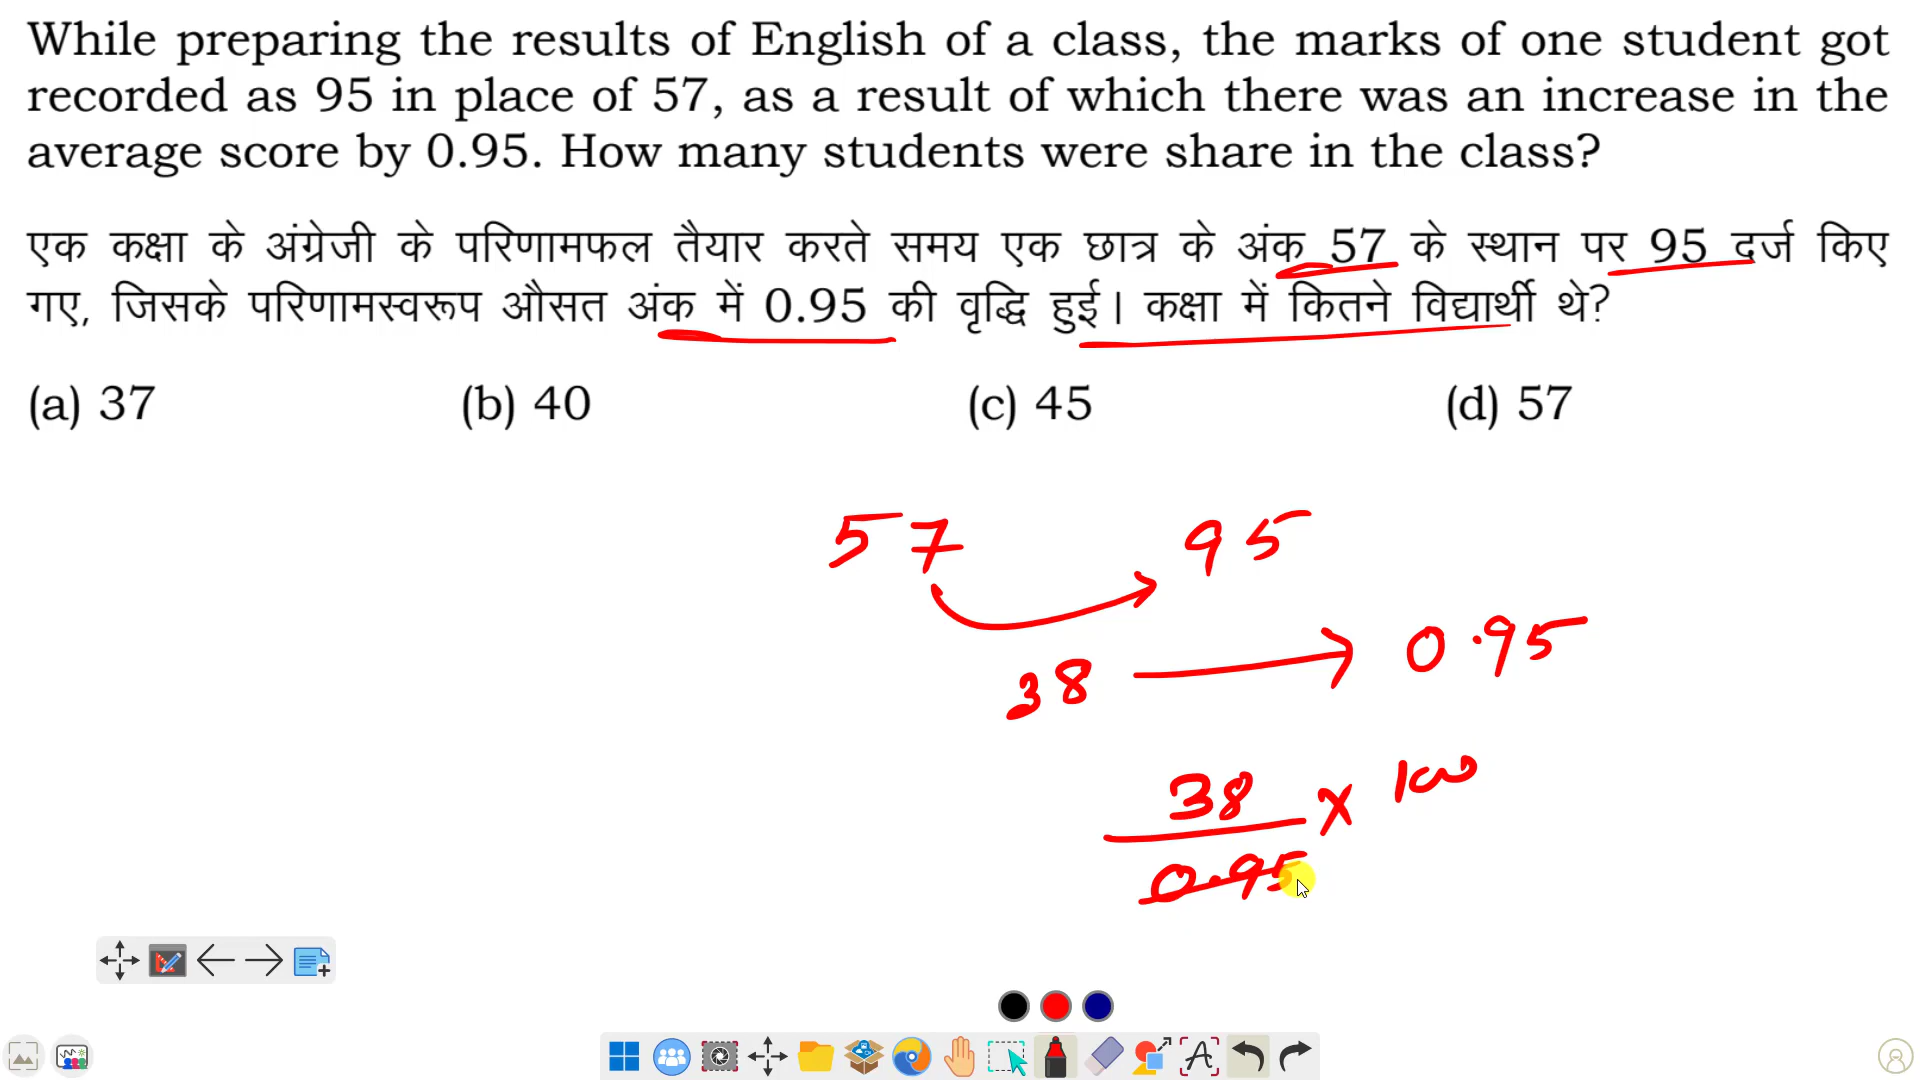 While preparing the results of English of a class, the marks of one student got
recorded as 95 in place of 57, as a result of which there was an increase in the
average score by 0.95. How many students were share in the class?
एक कक्षा के अंग्रेजी के परिणामफल तैयार करते समय एक छात्र के अंक 57 के स्थान पर 95 दर्ज किए
गए, जिसके परिणामस्वरूप औसत अंक में 0.95 की वृद्धि हुई। कक्षा में कितने विद्यार्थी थे?
(a) 37 (b) 40 (c) 45 (d) 57
57 95
38 → 0.95
38 × 100
0.95